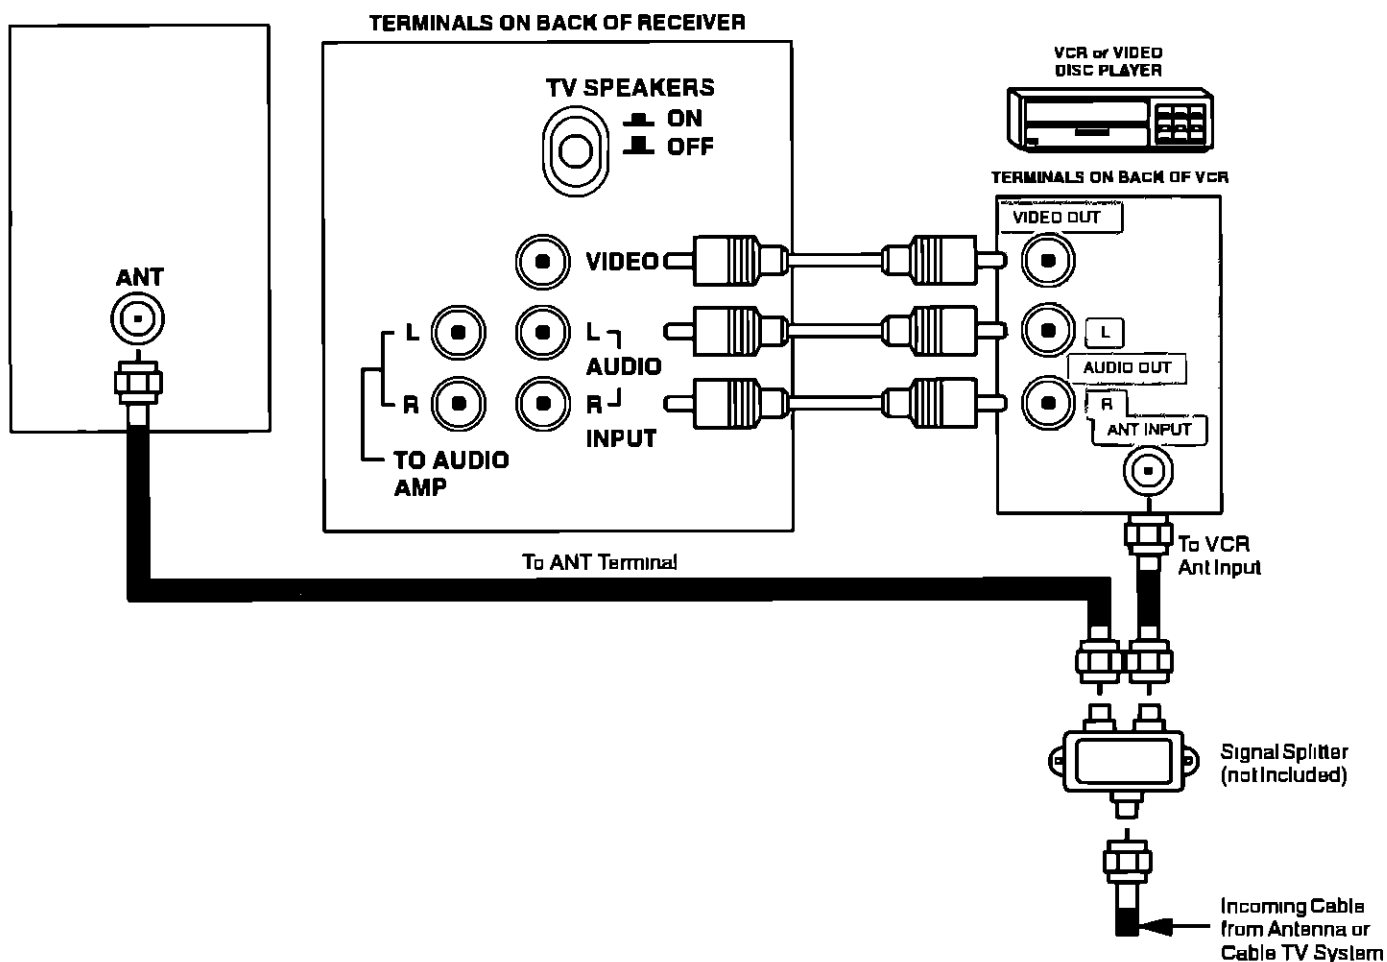 TERMINALS ON BACK OF RECEIVER
TV SPEAKERS
ON
OFF
VCR or VIDEO
DISC PLAYER
TERMINALS ON BACK OF VCR
VIDEO OUT
ANT
VIDEO
L
L
AUDIO
R
R
INPUT
TO AUDIO
AMP
L
AUDIO OUT
R
ANT INPUT
To ANT Terminal
To VCR
Ant Input
Signal Splitter
(not Included)
Incoming Cable
from Antenna or
Cable TV System